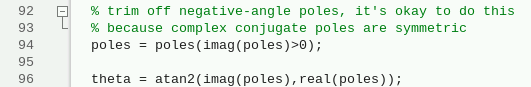 92 % trim off negative-angle poles, it's okay to do this
93 % because complex conjugate poles are symmetric
94 poles = poles(imag(poles)>0);
95
96 theta = atan2(imag(poles),real(poles));